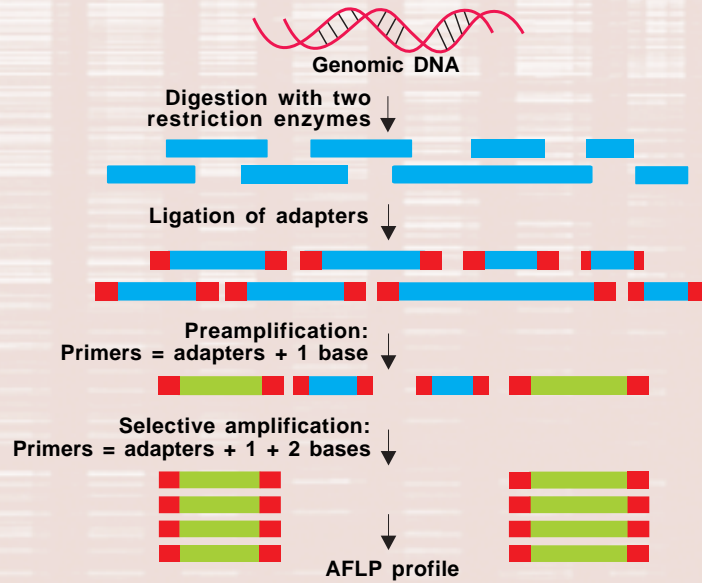 Genomic DNA
Digestion with two
restriction enzymes
Ligation of adapters
Preamplification:
Primers = adapters + 1 base
Selective amplification:
Primers = adapters + 1 + 2 bases
AFLP profile